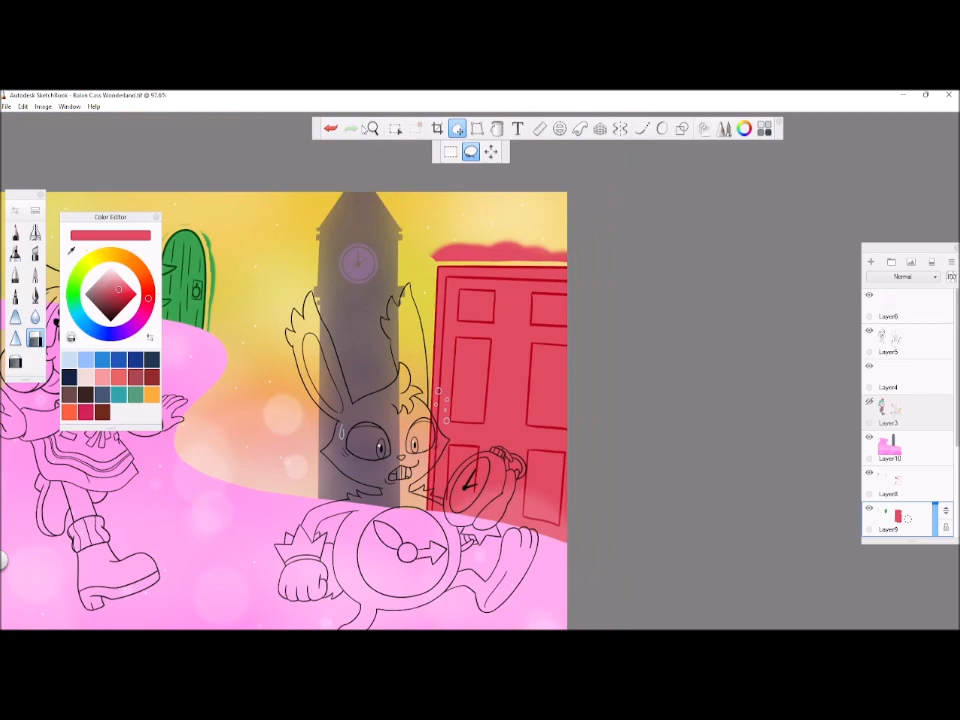 Autodesk SketchBook - Balan Cass Wonderland.tif @ 97.6%
File Edit Image Window Help
T
Color Editor
Normal
Layer6
Layer5
Layer4
Layer3
Layer10
Layer8
Layer9